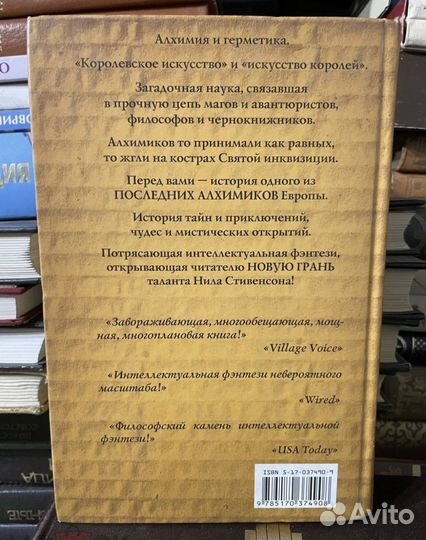 Алхимия и герметика.
«Королевское искусство» и «искусство королей».
Загадочная наука, связавшая
в прочную цепь магов и авантюристов,
философов и чернокнижников.
Алхимиков то принимали как равных,
то жгли на кострах Святой инквизиции.
Перед вами — история одного из
ПОСЛЕДНИХ АЛХИМИКОВ Европы.
История тайн и приключений,
чудес и мистических открытий.
Потрясающая интеллектуальная фэнтези,
открывающая читателю НОВУЮ ГРАНЬ
таланта Нила Стивенсона!
«Завораживающая, многообещающая, мощ-
ная, многоплановая книга!»
«Village Voice»
«Интеллектуальная фэнтези невероятного
масштаба!»
«Wired»
«Философский камень интеллектуальной
фэнтези!»
«USA Today»
ISBN 5-17-037490-9
9 785170 374908
Avito